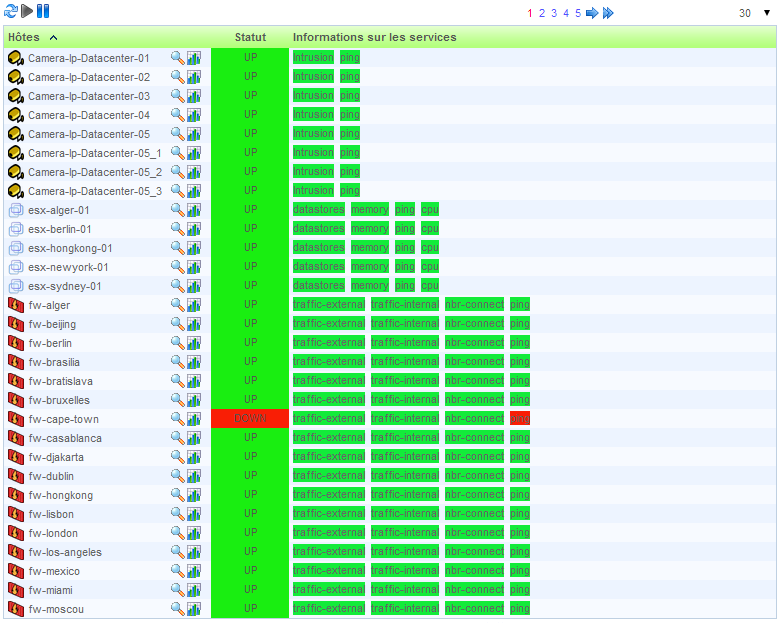 1 2 3 4 5 30
Hôtes Statut Informations sur les services
Camera-Ip-Datacenter-01 UP Intrusion ping
Camera-Ip-Datacenter-02 UP Intrusion ping
Camera-Ip-Datacenter-03 UP Intrusion ping
Camera-Ip-Datacenter-04 UP Intrusion ping
Camera-Ip-Datacenter-05 UP Intrusion ping
Camera-Ip-Datacenter-05_1 UP Intrusion ping
Camera-Ip-Datacenter-05_2 UP Intrusion ping
Camera-Ip-Datacenter-05_3 UP Intrusion ping
esx-alger-01 UP datastores memory ping cpu
esx-berlin-01 UP datastores memory ping cpu
esx-hongkong-01 UP datastores memory ping cpu
esx-newyork-01 UP datastores memory ping cpu
esx-sydney-01 UP datastores memory ping cpu
fw-alger UP traffic-external traffic-internal nbr-connect ping
fw-beijing UP traffic-external traffic-internal nbr-connect ping
fw-berlin UP traffic-external traffic-internal nbr-connect ping
fw-brasilia UP traffic-external traffic-internal nbr-connect ping
fw-bratislava UP traffic-external traffic-internal nbr-connect ping
fw-bruxelles UP traffic-external traffic-internal nbr-connect ping
fw-cape-town DOWN traffic-external traffic-internal nbr-connect ping
fw-casablanca UP traffic-external traffic-internal nbr-connect ping
fw-djakarta UP traffic-external traffic-internal nbr-connect ping
fw-dublin UP traffic-external traffic-internal nbr-connect ping
fw-hongkong UP traffic-external traffic-internal nbr-connect ping
fw-lisbon UP traffic-external traffic-internal nbr-connect ping
fw-london UP traffic-external traffic-internal nbr-connect ping
fw-los-angeles UP traffic-external traffic-internal nbr-connect ping
fw-mexico UP traffic-external traffic-internal nbr-connect ping
fw-miami UP traffic-external traffic-internal nbr-connect ping
fw-moscou UP traffic-external traffic-internal nbr-connect ping